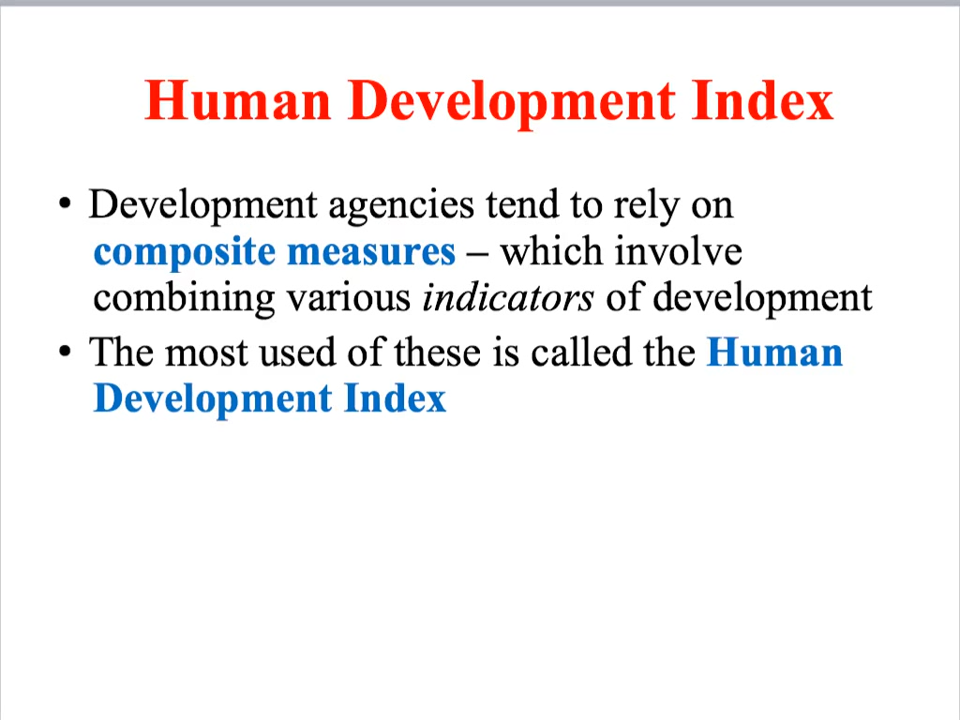 Human Development Index
• Development agencies tend to rely on
composite measures – which involve
combining various indicators of development
• The most used of these is called the Human
Development Index